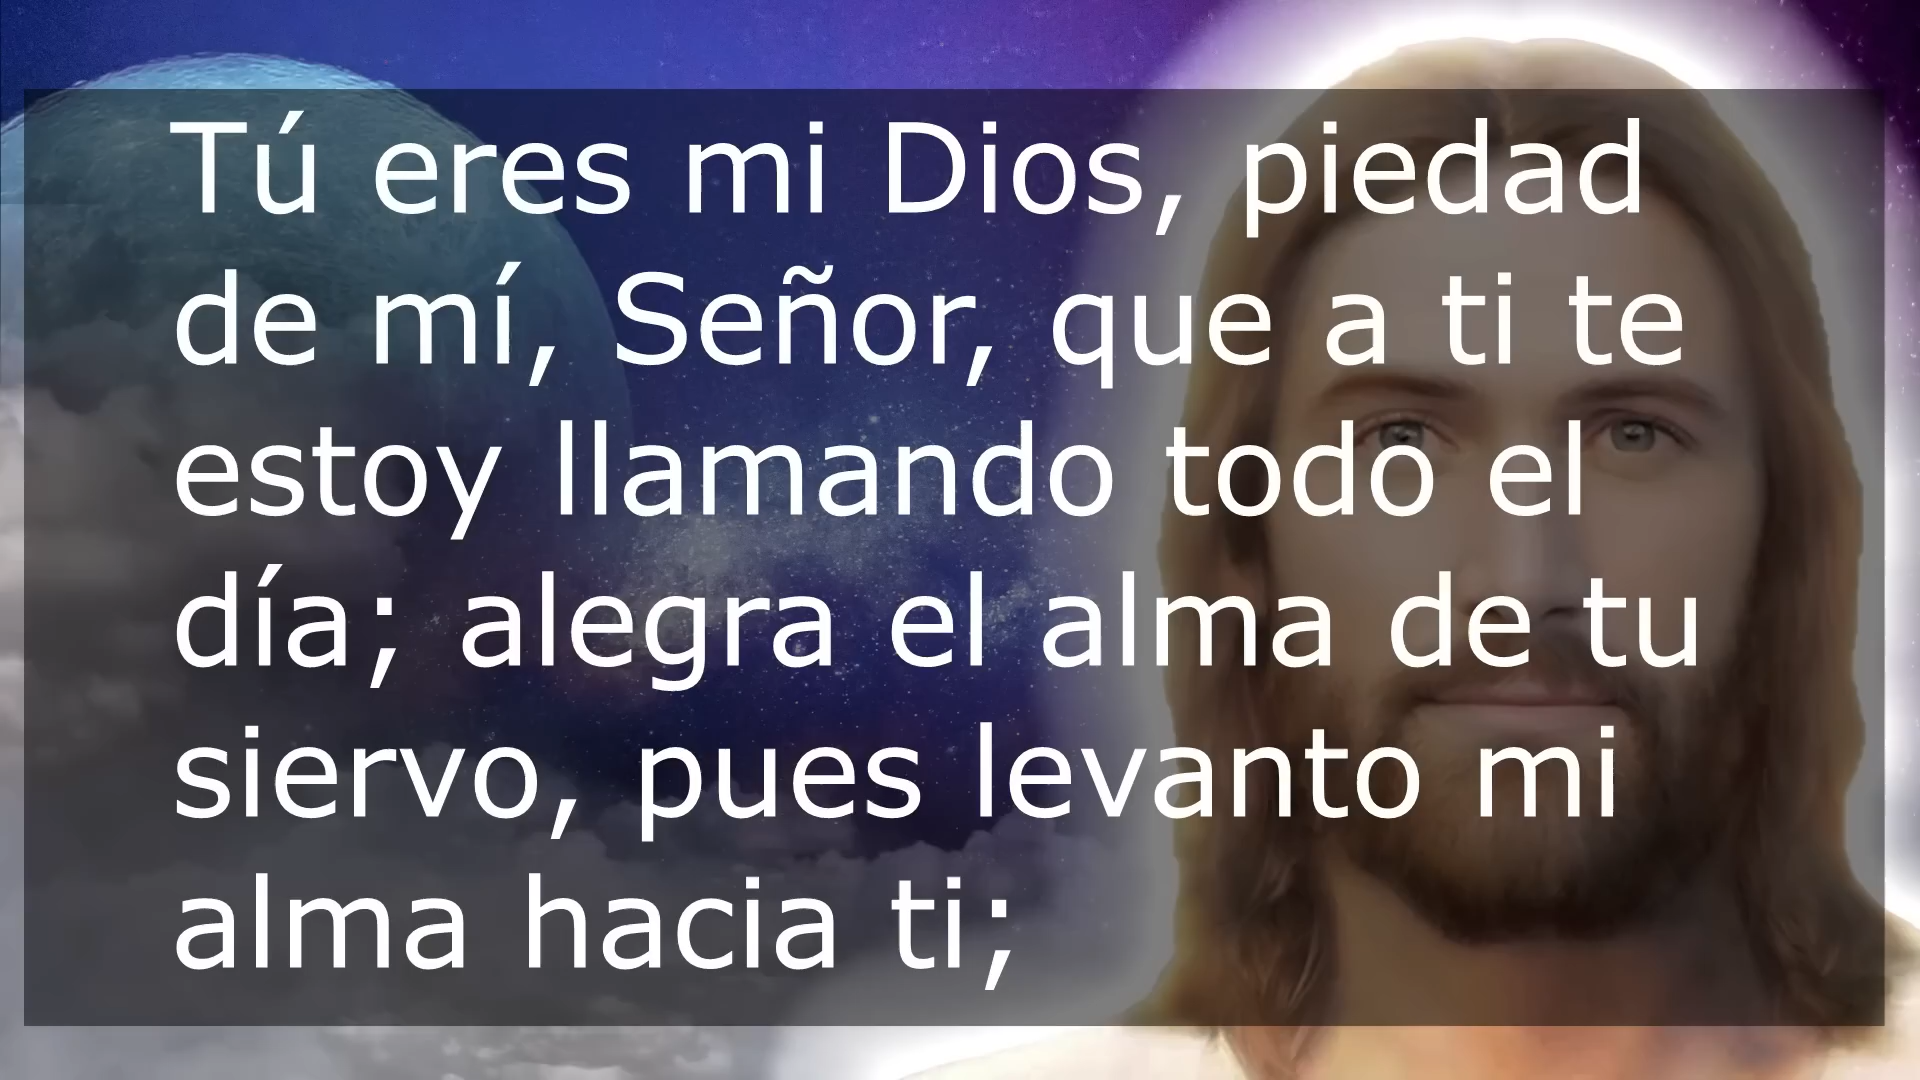 Tú eres mi Dios, piedad
de mí, Señor, que a ti te
estoy llamando todo el
día; alegra el alma de tu
siervo, pues levanto mi
alma hacia ti;